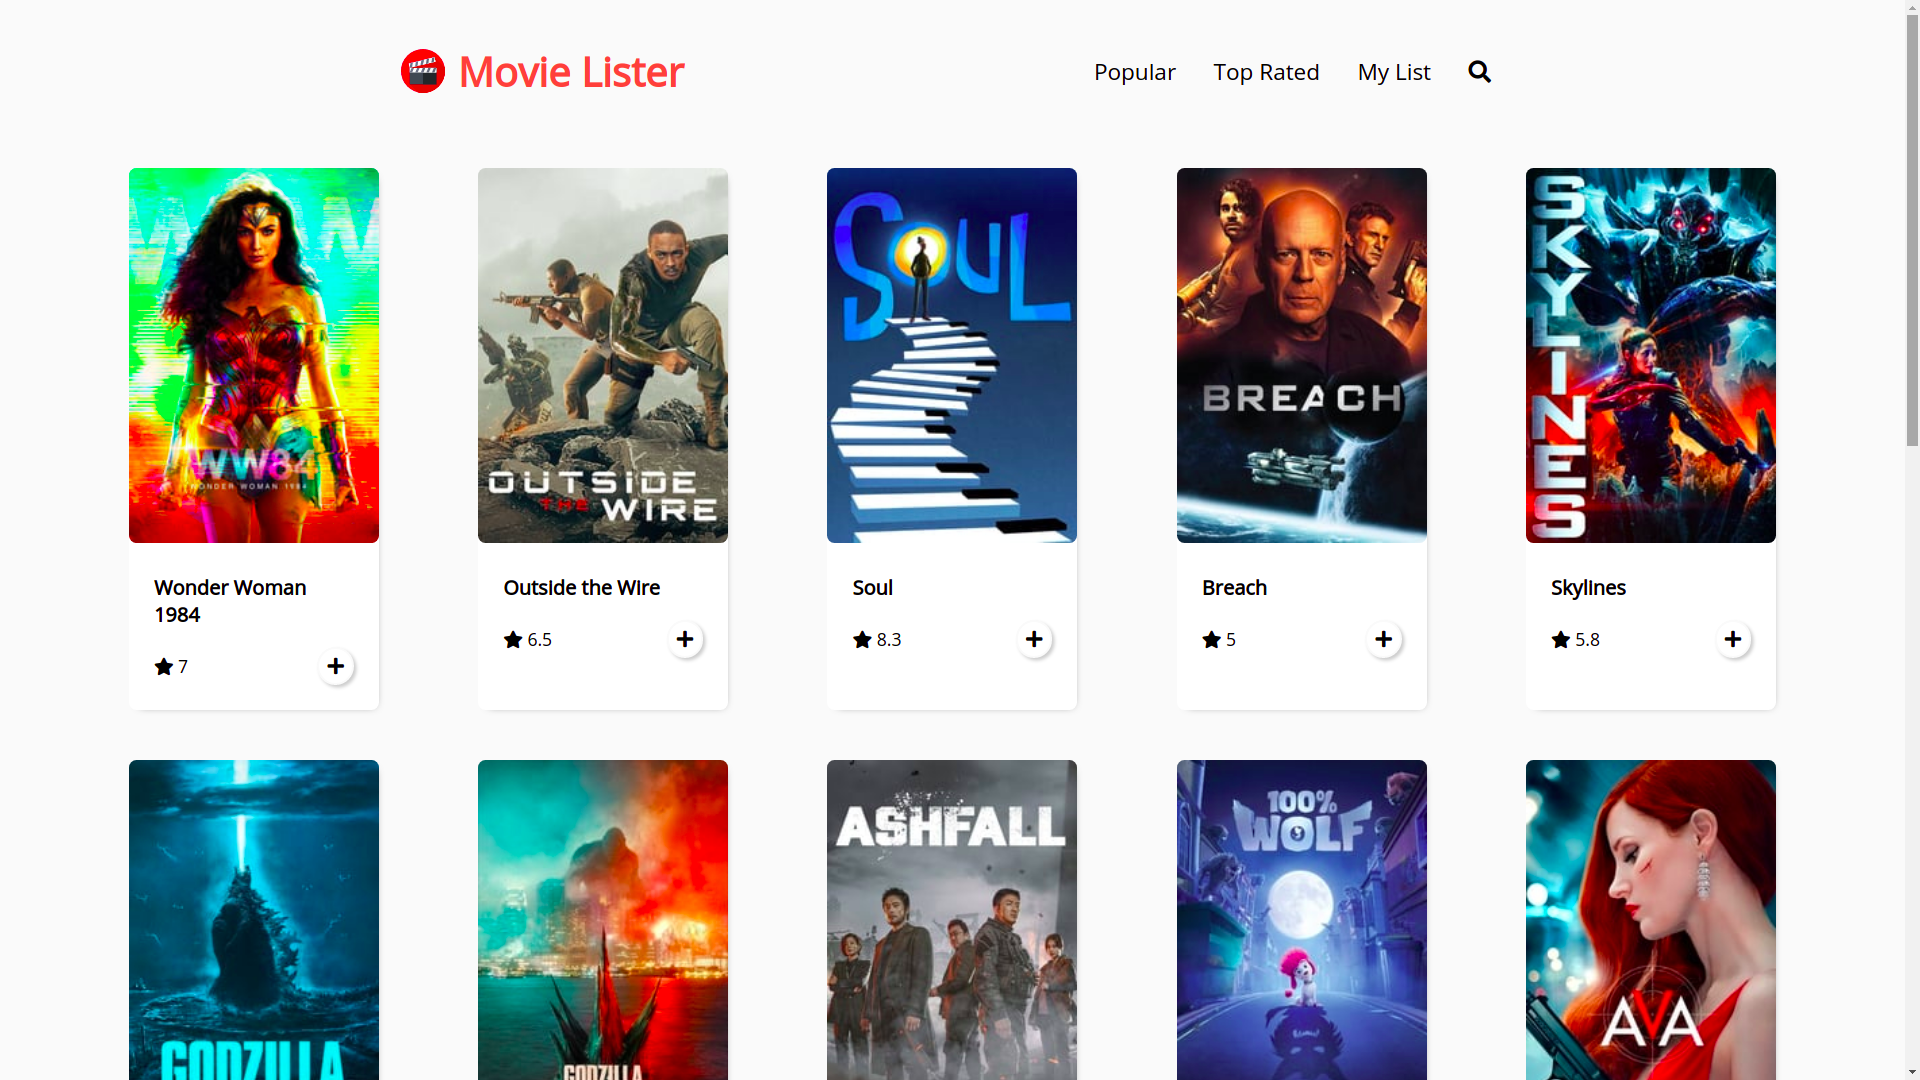 Movie Lister
Popular
Top Rated
My List
WW84
WONDER WOMAN 1984
OUTSIDE
THE WIRE
SOUL
BREACH
SKYLINES
Wonder Woman
1984
7
Outside the Wire
6.5
Soul
8.3
Breach
5
Skylines
5.8
GODZILLA
GODZILLA
ASHFALL
100%
WOLF
AVA